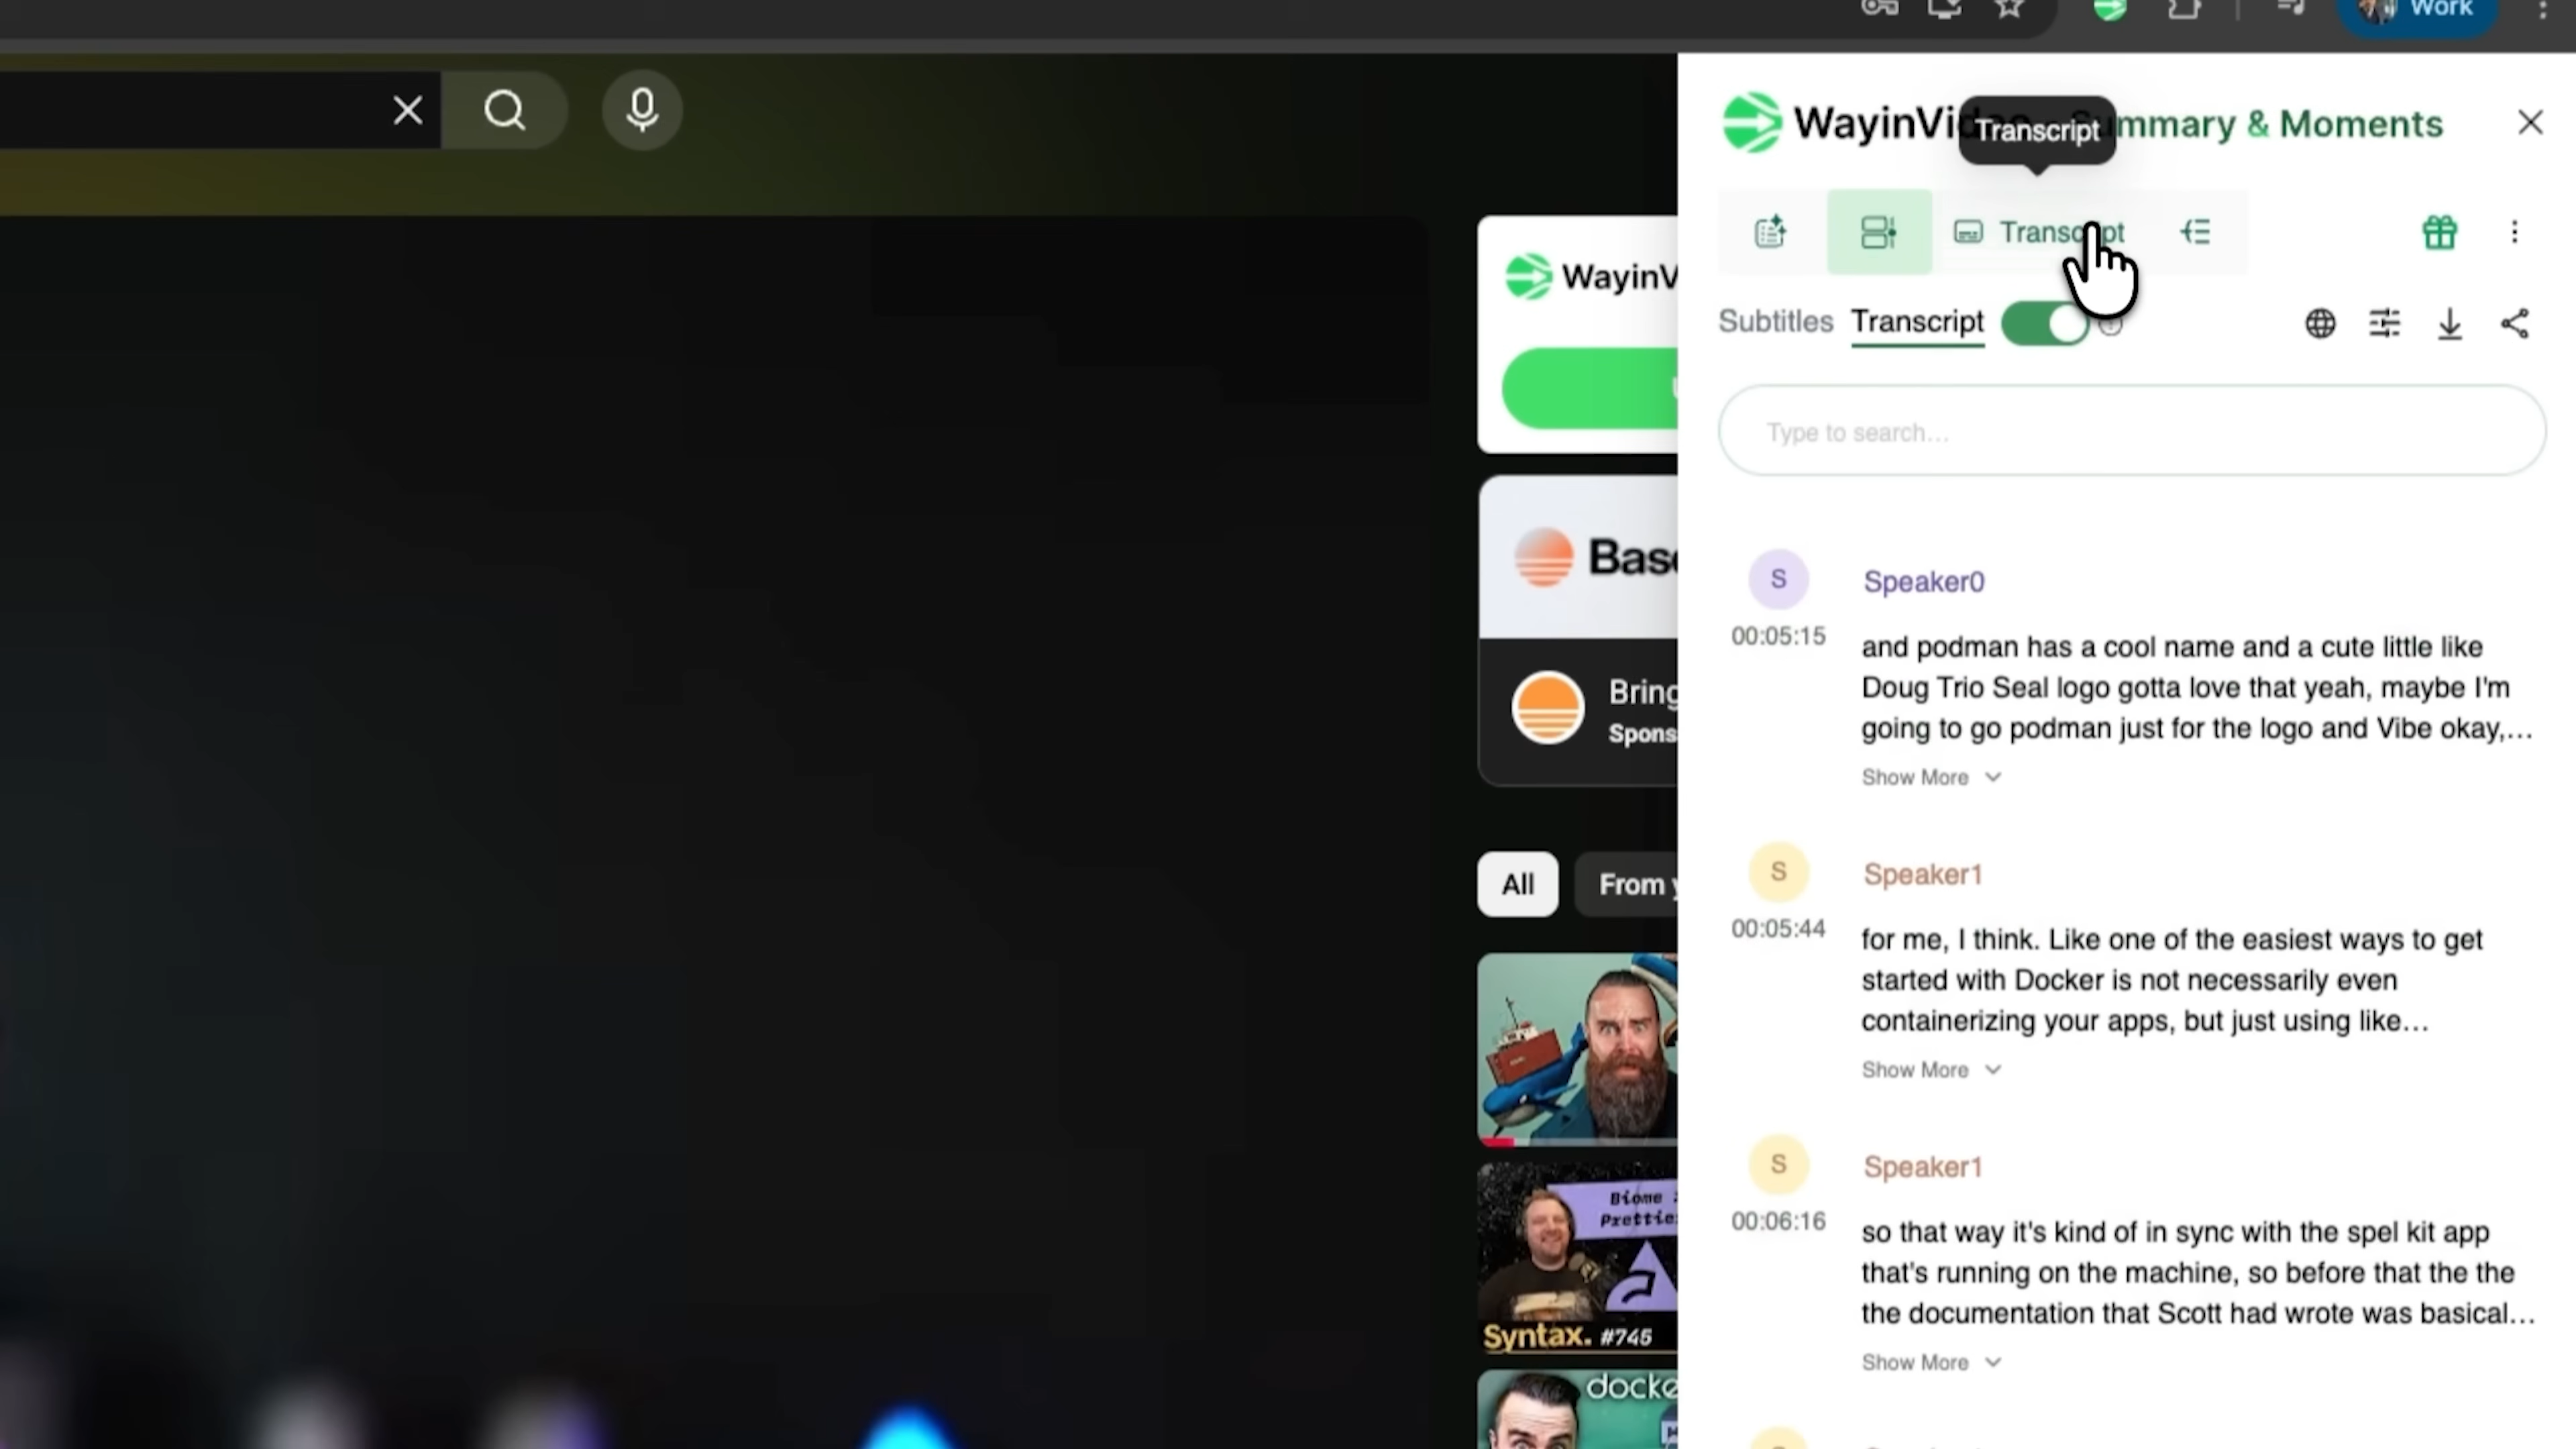 Work
WayinVi
mmary & Moments
Transcript
Transcript
Subtitles Transcript
Type to search...
WayinV
Base
Bring
Spons
All
From
Biome
Prettie
Syntax. #745
docke
S
Speaker0
00:05:15
and podman has a cool name and a cute little like
Doug Trio Seal logo gotta love that yeah, maybe I'm
going to go podman just for the logo and Vibe okay,...
Show More
S
Speaker1
00:05:44
for me, I think. Like one of the easiest ways to get
started with Docker is not necessarily even
containerizing your apps, but just using like...
Show More
S
Speaker1
00:06:16
so that way it's kind of in sync with the spel kit app
that's running on the machine, so before that the the
the documentation that Scott had wrote was basical...
Show More